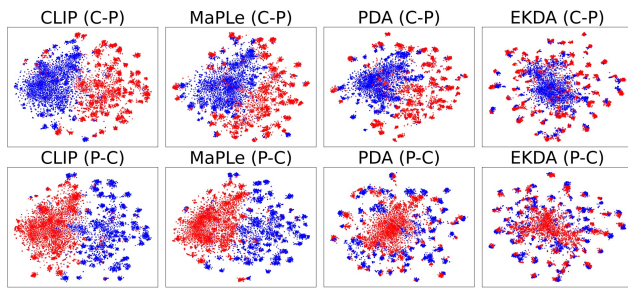 CLIP (C-P) MaPLe (C-P) PDA (C-P) EKDA (C-P)
CLIP (P-C) MaPLe (P-C) PDA (P-C) EKDA (P-C)